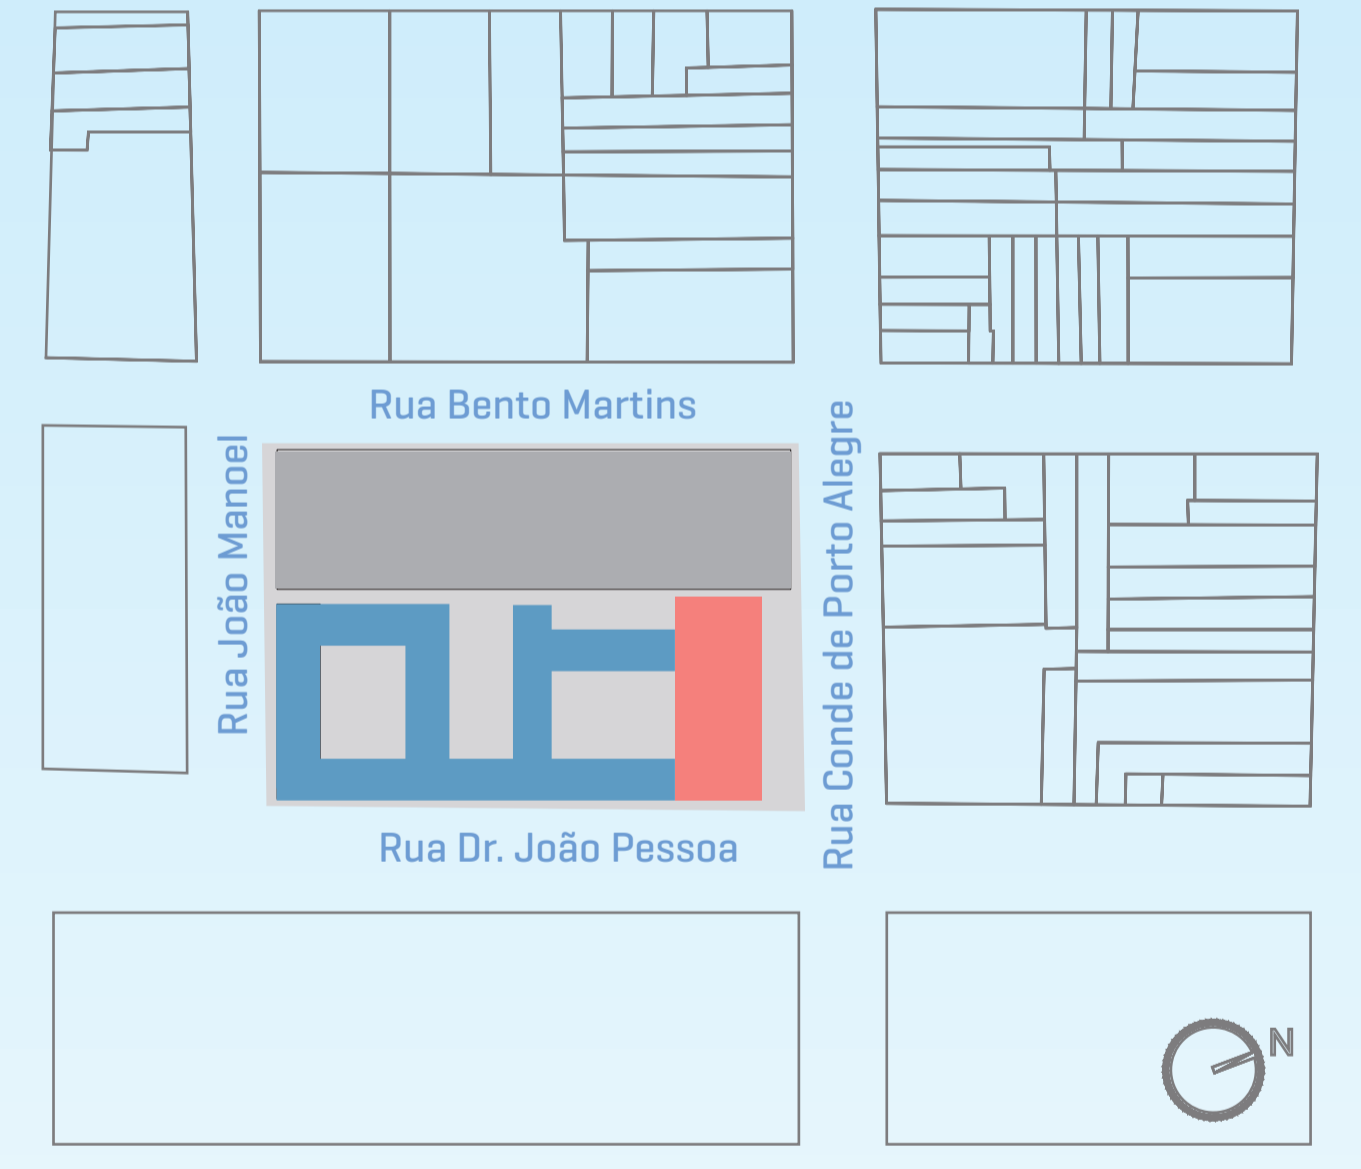 Rua Bento Martins
Rua João Manoel
Rua Conde de Porto Alegre
Rua Dr. João Pessoa
N